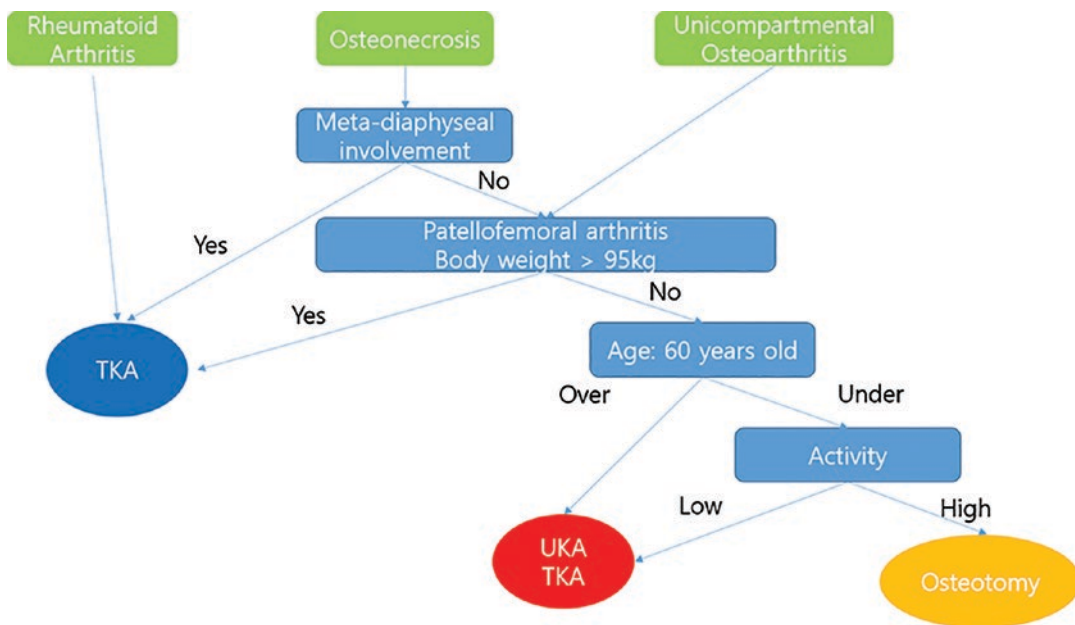 Rheumatoid
Arthritis
Osteonecrosis
Unicompartmental
Osteoarthritis
Meta-diaphyseal
involvement
No
Yes
Patellofemoral arthritis
Body weight > 95kg
No
Yes
TKA
Age: 60 years old
Over
Under
Activity
Low
High
UKA
TKA
Osteotomy